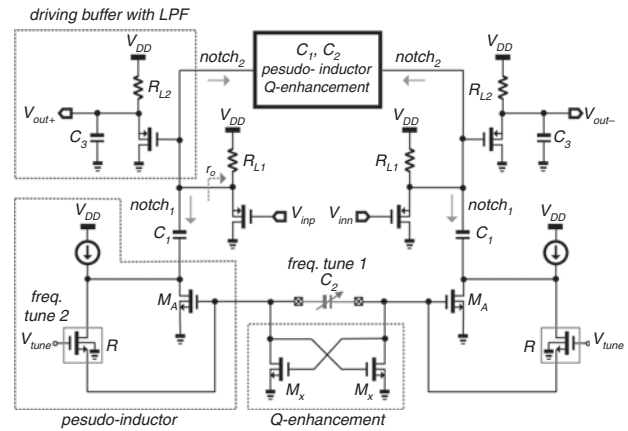 driving buffer with LPF
V_DD
notch_2
C_1, C_2
pesudo- inductor
Q-enhancement
notch_2
V_DD
R_L2
R_L2
V_out+
V_out–
C_3
C_3
V_DD
V_DD
r_o
R_L1
R_L1
V_DD
notch_1
V_inp
V_inn
notch_1
V_DD
C_1
C_1
freq. tune 1
C_2
freq.
tune 2
M_A
M_A
V_tune
R
R
V_tune
M_x
M_x
pesudo-inductor
Q-enhancement